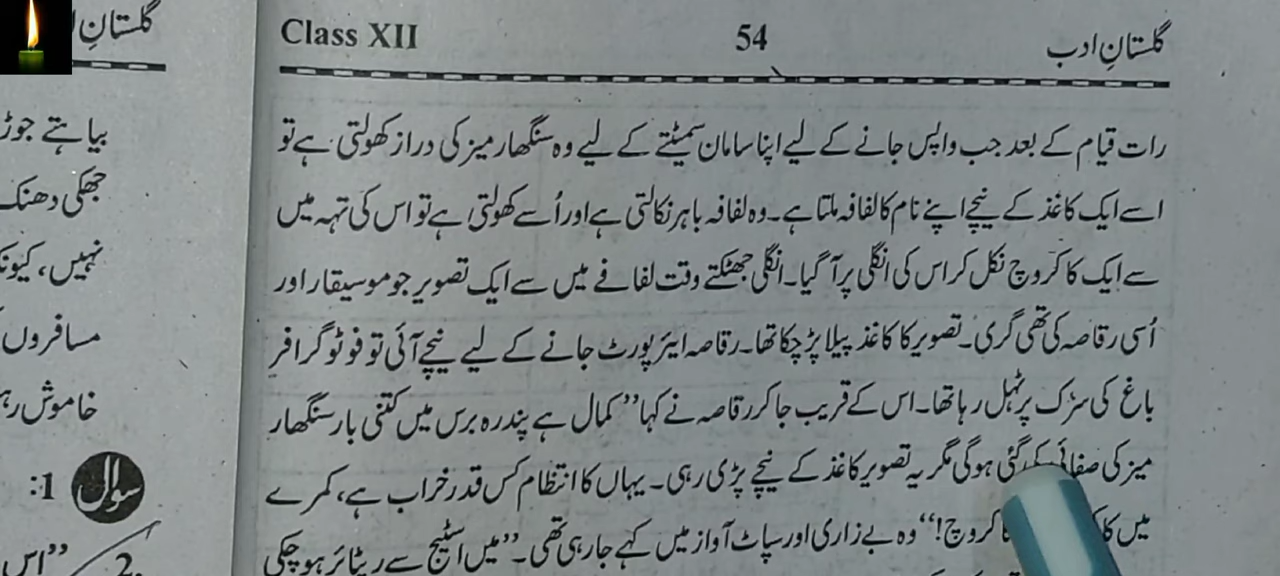 گلستانِ ادب 54 Class XII
رات قیام کے بعد جب واپس جانے کے لیے اپنا سامان سمیٹنے کے لیے وہ سنگھار میز کی دراز کھولتی ہے تو
اسے ایک کاغذ کے نیچے اپنے نام کا لفافہ ملتا ہے۔ وہ لفافہ باہر نکالتی ہے اور اُسے کھولتی ہے تو اس کی تہہ میں
سے ایک کاکروچ نکل کر اس کی انگلی پر آ گیا۔ انگلی جھٹکتے وقت لفافے میں سے ایک تصویر جو موسیقار اور
اُسی رقاصہ کی تھی گری۔ تصویر کا کاغذ پیلا پڑ چکا تھا۔ رقاصہ ایئر پورٹ جانے کے لیے نیچے آئی تو فوٹو گرافر
باغ کی سڑک پر ٹہل رہا تھا۔ اس کے قریب جا کر رقاصہ نے کہا ’’کمال ہے پندرہ برس میں کتنی بار سنگھار
میز کی صفائی کی گئی ہوگی مگر یہ تصویر کاغذ کے نیچے پڑی رہی۔ یہاں کا انتظام کس قدر خراب ہے، کمرے
میں کروچ!‘‘ وہ بے زاری اور سپاٹ آواز میں کہے جا رہی تھی۔ ’’میں اسٹیج سے ریٹائر ہو چکی
گلستانِ
بیاہتے جوڑ
جھکی دھنک
نہیں، کیونکہ
مسافروں
خاموش رہ
سوال 1:
’’اس 2.